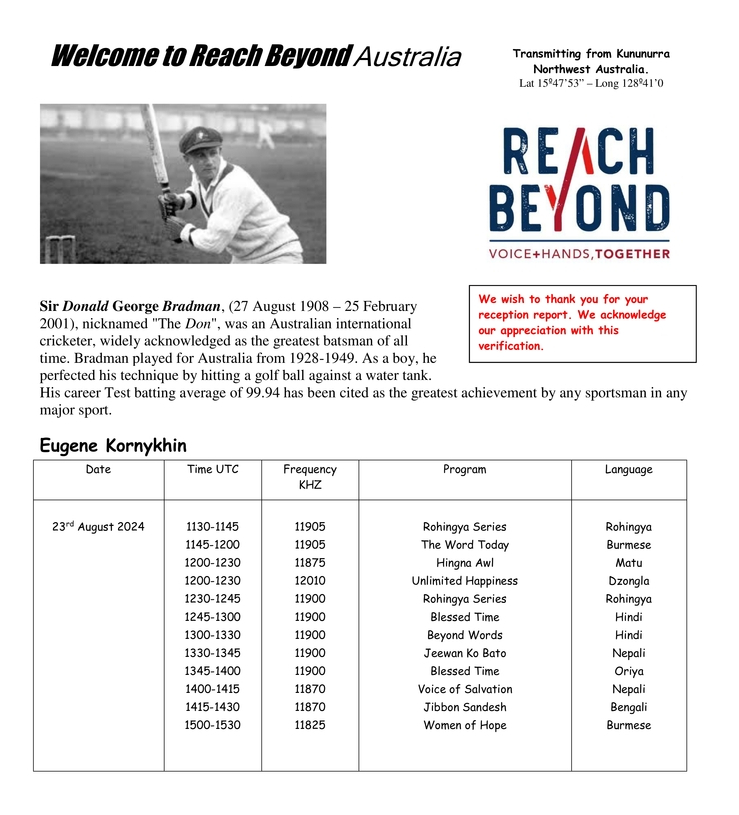 Welcome to Reach Beyond Australia
Transmitting from Kununurra
Northwest Australia.
Lat 15º47'53" – Long 128º41'0
REACH
BEYOND
VOICE+HANDS,TOGETHER
We wish to thank you for your
reception report. We acknowledge
our appreciation with this
verification.
Sir Donald George Bradman, (27 August 1908 – 25 February
2001), nicknamed "The Don", was an Australian international
cricketer, widely acknowledged as the greatest batsman of all
time. Bradman played for Australia from 1928-1949. As a boy, he
perfected his technique by hitting a golf ball against a water tank.
His career Test batting average of 99.94 has been cited as the greatest achievement by any sportsman in any
major sport.
Eugene Kornykhin
Date Time UTC Frequency Program Language
KHZ
23rd August 2024 1130-1145 11905 Rohingya Series Rohingya
1145-1200 11905 The Word Today Burmese
1200-1230 11875 Hingna Awl Matu
1200-1230 12010 Unlimited Happiness Dzongla
1230-1245 11900 Rohingya Series Rohingya
1245-1300 11900 Blessed Time Hindi
1300-1330 11900 Beyond Words Hindi
1330-1345 11900 Jeewan Ko Bato Nepali
1345-1400 11900 Blessed Time Oriya
1400-1415 11870 Voice of Salvation Nepali
1415-1430 11870 Jibbon Sandesh Bengali
1500-1530 11825 Women of Hope Burmese